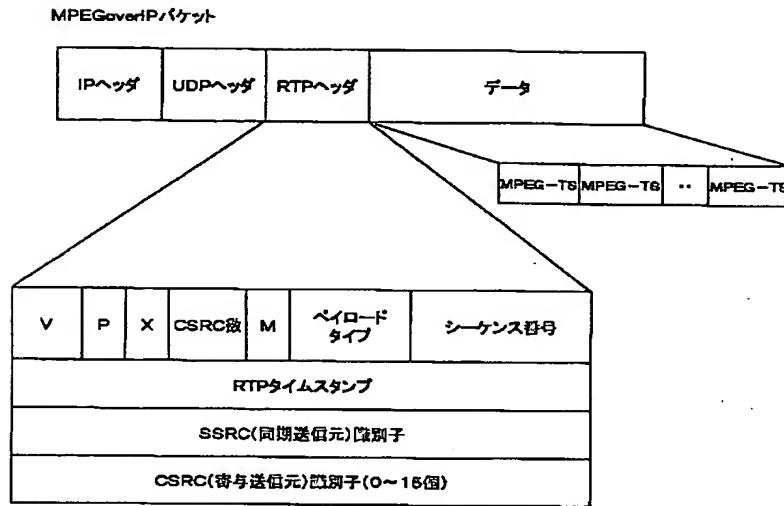 MPEGoverIPパケット
IPヘッダ
UDPヘッダ
RTPヘッダ
データ
MPEG-TS
MPEG-TS
・・
MPEG-TS
V
P
X
CSRC数
M
ペイロード
タイプ
シーケンス番号
RTPタイムスタンプ
SSRC(同期送信元)識別子
CSRC(寄与送信元)識別子(0〜15個)